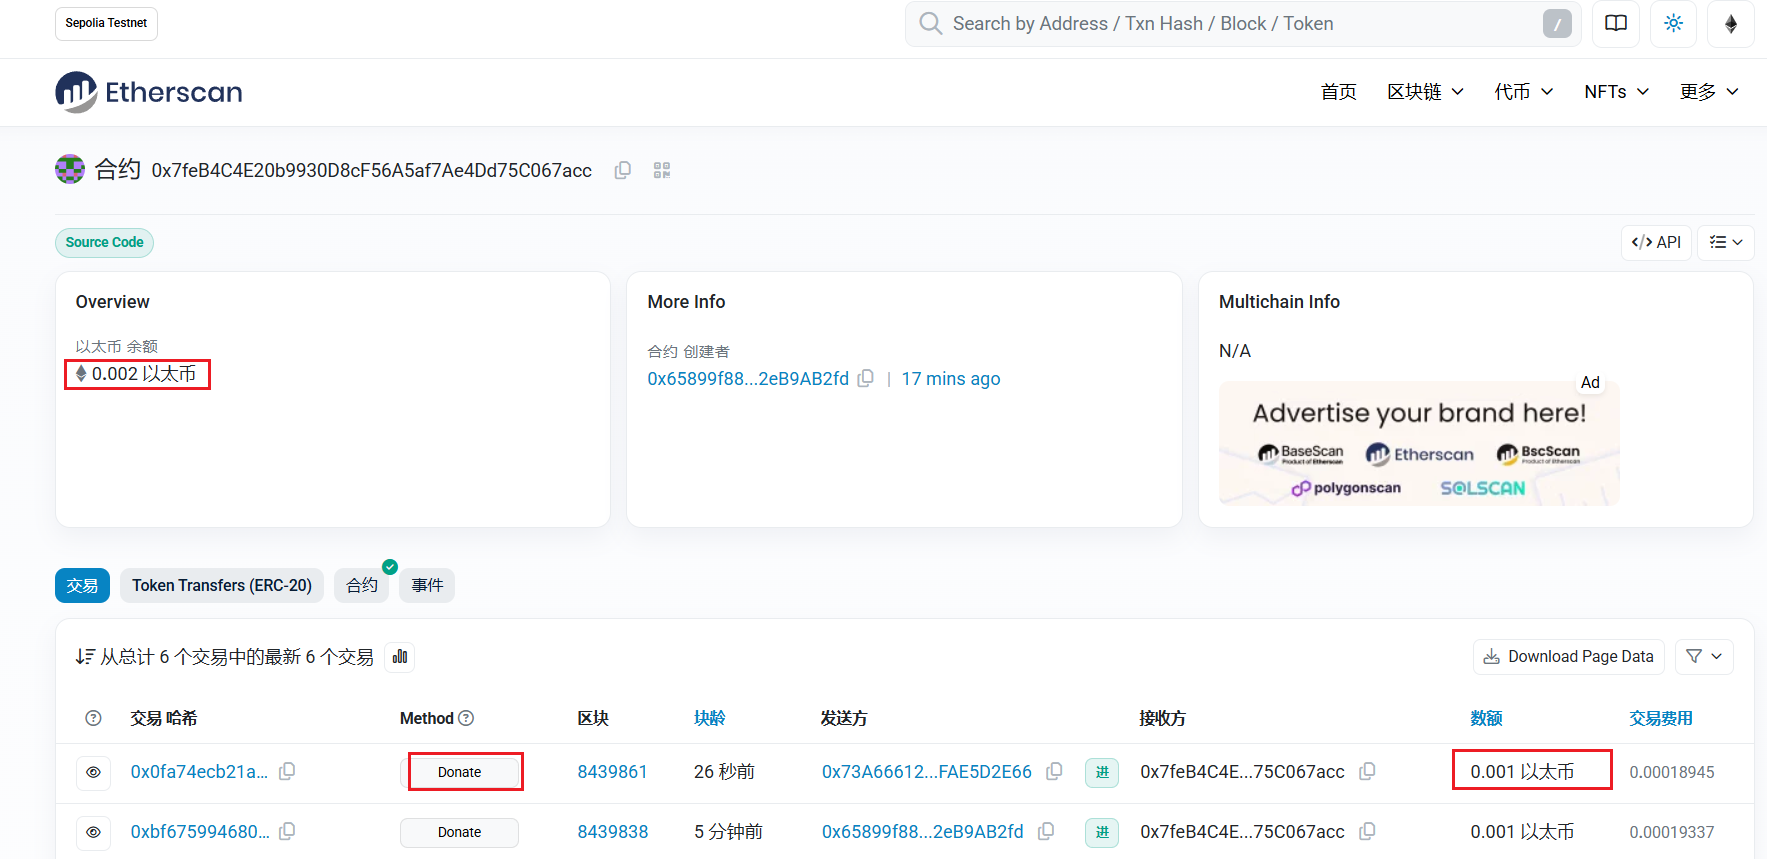 Sepolia Testnet
Search by Address / Txn Hash / Block / Token
/
Etherscan
首页 区块链 代币 NFTs 更多
合约 0x7feB4C4E20b9930D8cF56A5af7Ae4Dd75C067acc
Source Code
</> API
Overview
以太币 余额
0.002 以太币
More Info
合约 创建者
0x65899f88...2eB9AB2fd | 17 mins ago
Multichain Info
N/A
Ad
Advertise your brand here!
BaseScan Etherscan BscScan
Product of Etherscan Product of Etherscan
polygonscan SOLSCAN
交易 Token Transfers (ERC-20) 合约 事件
从总计 6 个交易中的最新 6 个交易
Download Page Data
交易 哈希 Method 区块 块龄 发送方 接收方 数额 交易费用
0x0fa74ecb21a... Donate 8439861 26 秒前 0x73A66612...FAE5D2E66 进 0x7feB4C4E...75C067acc 0.001 以太币 0.00018945
0xbf675994680... Donate 8439838 5 分钟前 0x65899f88...2eB9AB2fd 进 0x7feB4C4E...75C067acc 0.001 以太币 0.00019337